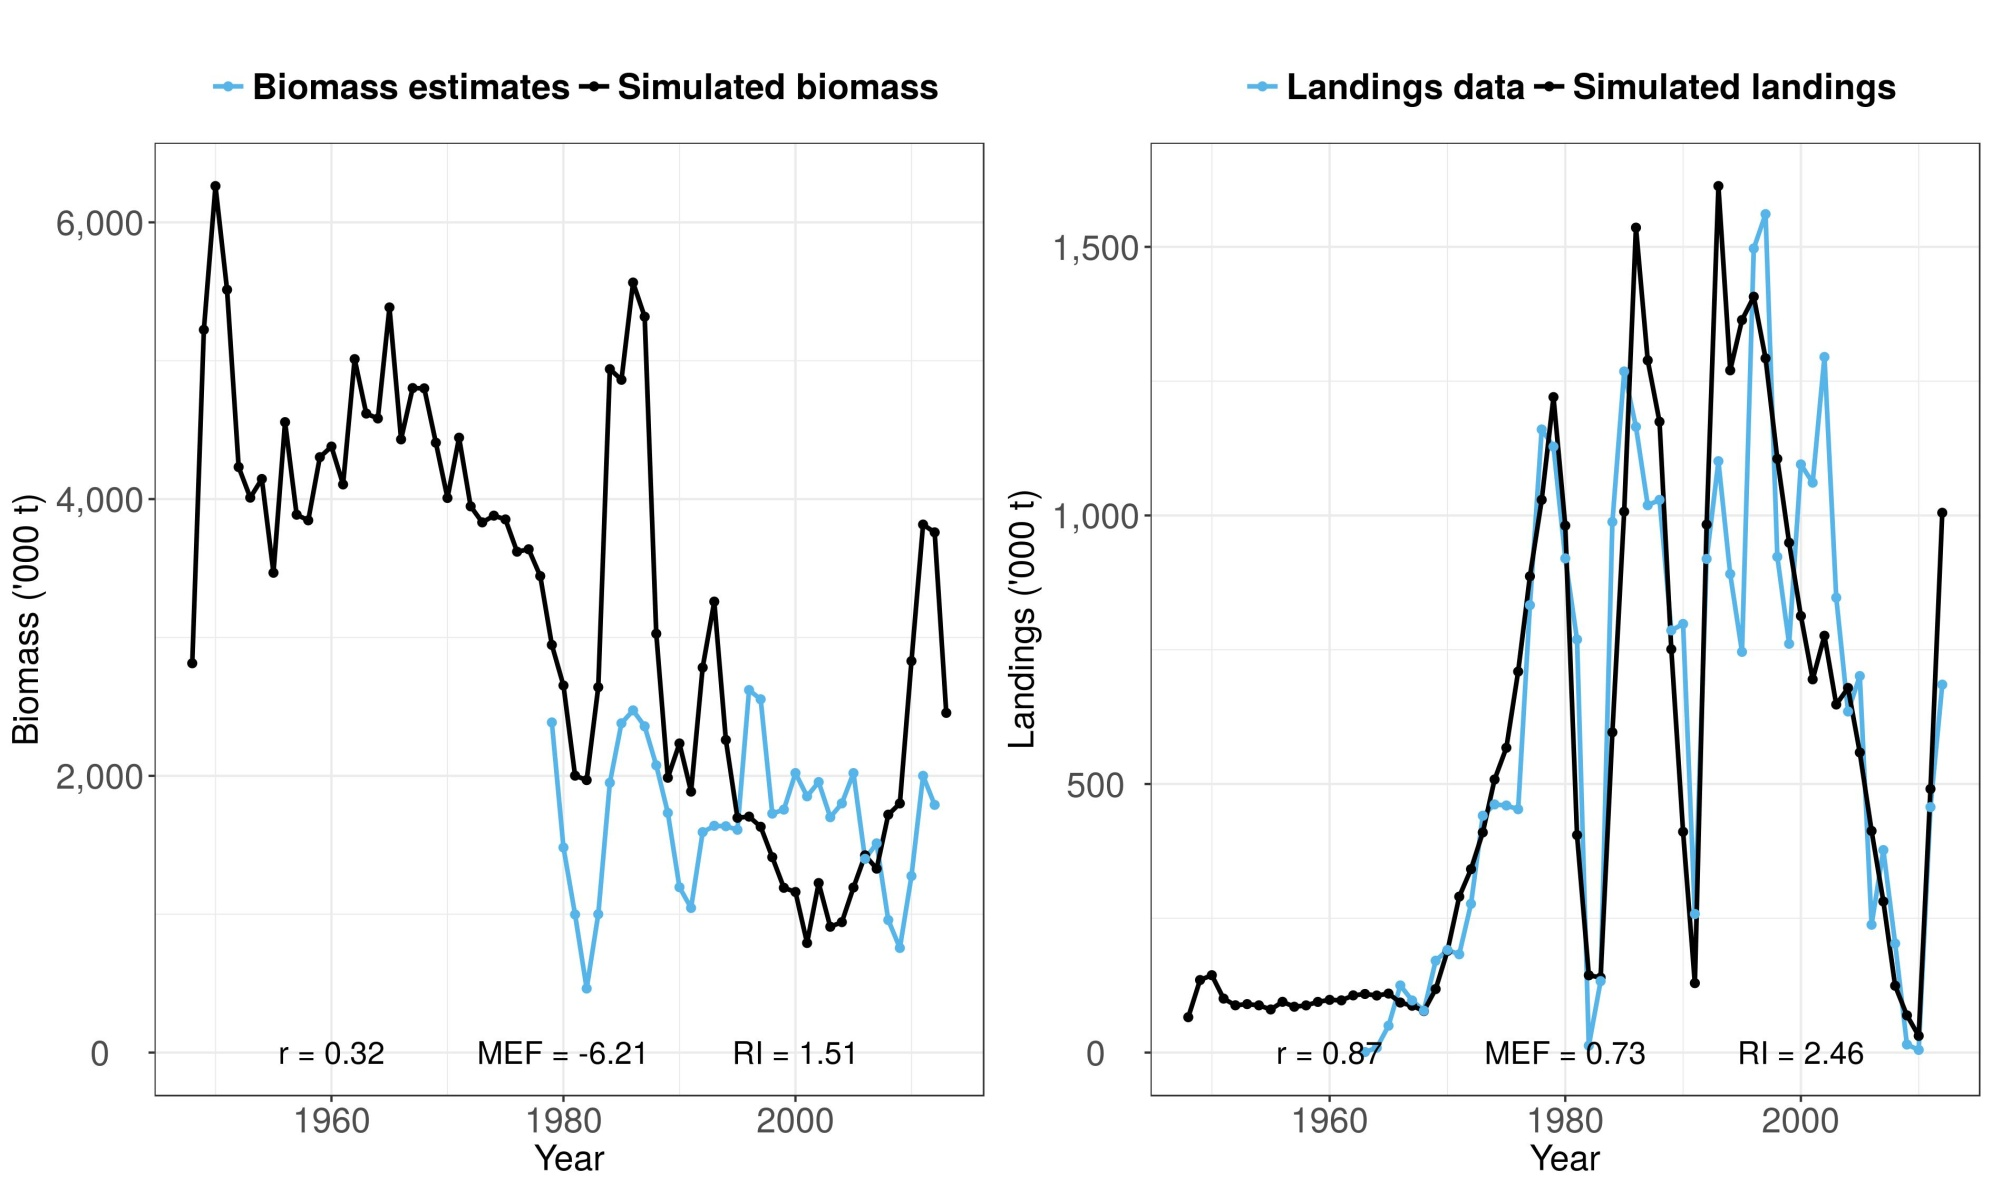 Biomass estimates Simulated biomass
Biomass ('000 t)
6,000
4,000
2,000
0
r = 0.32 MEF = -6.21 RI = 1.51
1960 1980 2000
Year
Landings data Simulated landings
Landings ('000 t)
1,500
1,000
500
0
r = 0.87 MEF = 0.73 RI = 2.46
1960 1980 2000
Year